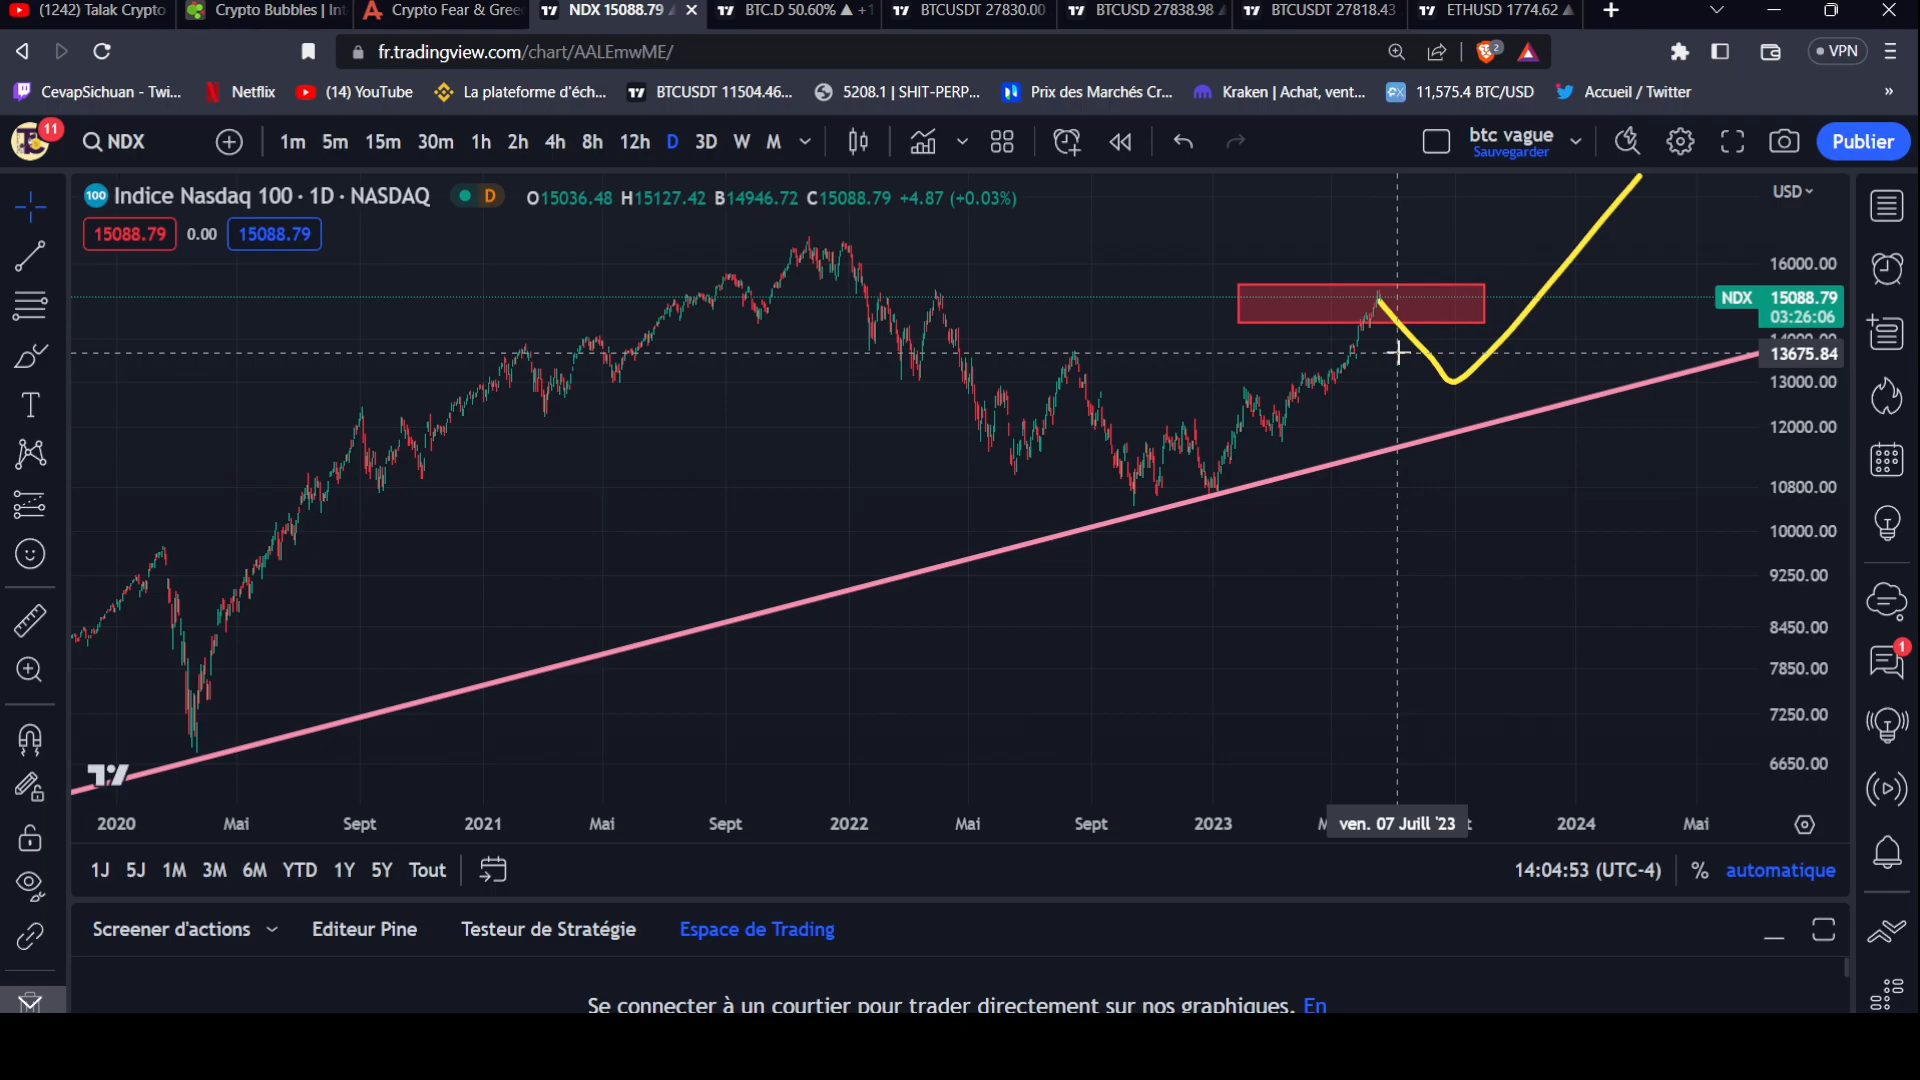 (1242) Talak Crypto
Crypto Bubbles | Int
Crypto Fear & Gree
NDX 15088.79
BTC.D 50.60% ▲ +1
BTCUSDT 27830.00
BTCUSD 27838.98
BTCUSDT 27818.43
ETHUSD 1774.62 ▲
fr.tradingview.com/chart/AALEmwME/
2
VPN
CevapSichuan - Twi...
Netflix
(14) YouTube
La plateforme d'éch...
BTCUSDT 11504.46...
5208.1 | SHIT-PERP...
Prix des Marchés Cr...
Kraken | Achat, vent...
11,575.4 BTC/USD
Accueil / Twitter
»
11
NDX
1m 5m 15m 30m 1h 2h 4h 8h 12h D 3D W M
btc vague
Sauvegarder
Publier
100 Indice Nasdaq 100 · 1D · NASDAQ
D
O15036.48 H15127.42 B14946.72 C15088.79 +4.87 (+0.03%)
15088.79 0.00 15088.79
USD
16000.00
NDX 15088.79
03:26:06
14000.00
13675.84
13000.00
12000.00
10800.00
10000.00
9250.00
8450.00
7850.00
7250.00
6650.00
2020 Mai Sept 2021 Mai Sept 2022 Mai Sept 2023 ven. 07 Juill '23 2024 Mai
1J 5J 1M 3M 6M YTD 1Y 5Y Tout
14:04:53 (UTC-4) % automatique
1
Screener d'actions Editeur Pine Testeur de Stratégie Espace de Trading
Se connecter à un courtier pour trader directement sur nos graphiques. En